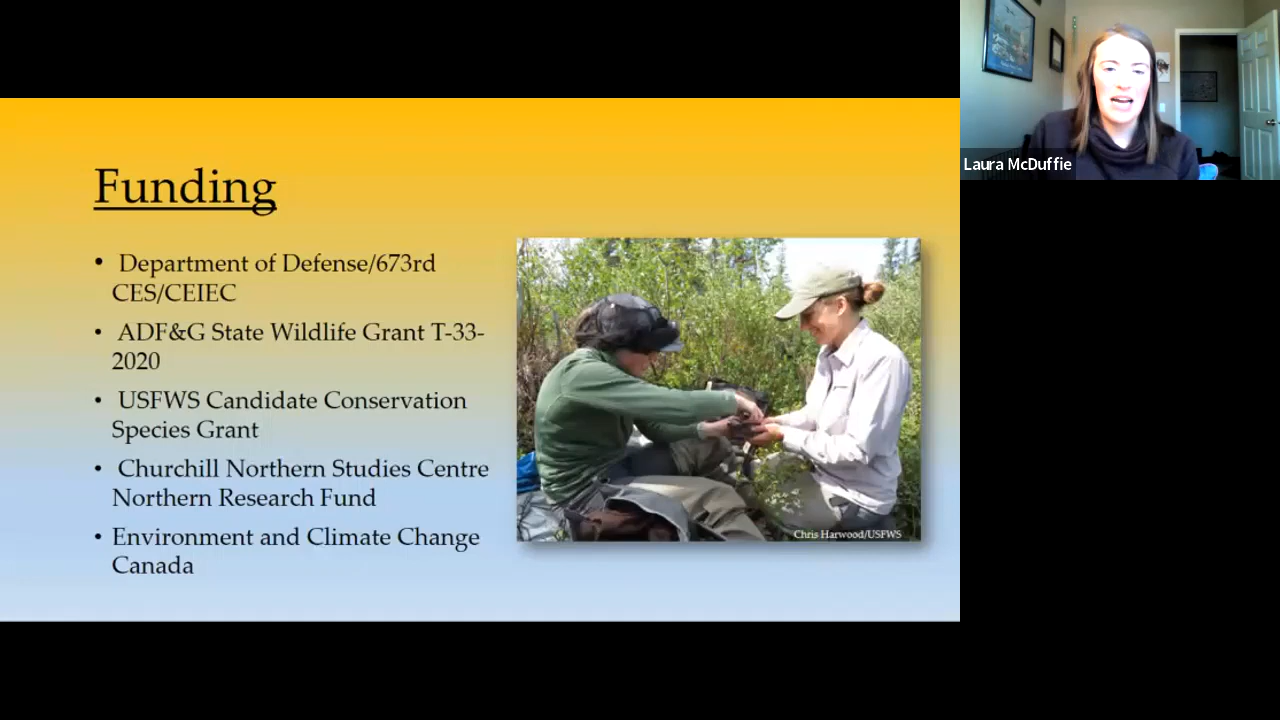 Laura McDuffie
Funding
• Department of Defense/673rd
CES/CEIEC
• ADF&G State Wildlife Grant T-33-
2020
• USFWS Candidate Conservation
Species Grant
• Churchill Northern Studies Centre
Northern Research Fund
• Environment and Climate Change
Canada
Chris Harwood/USFWS